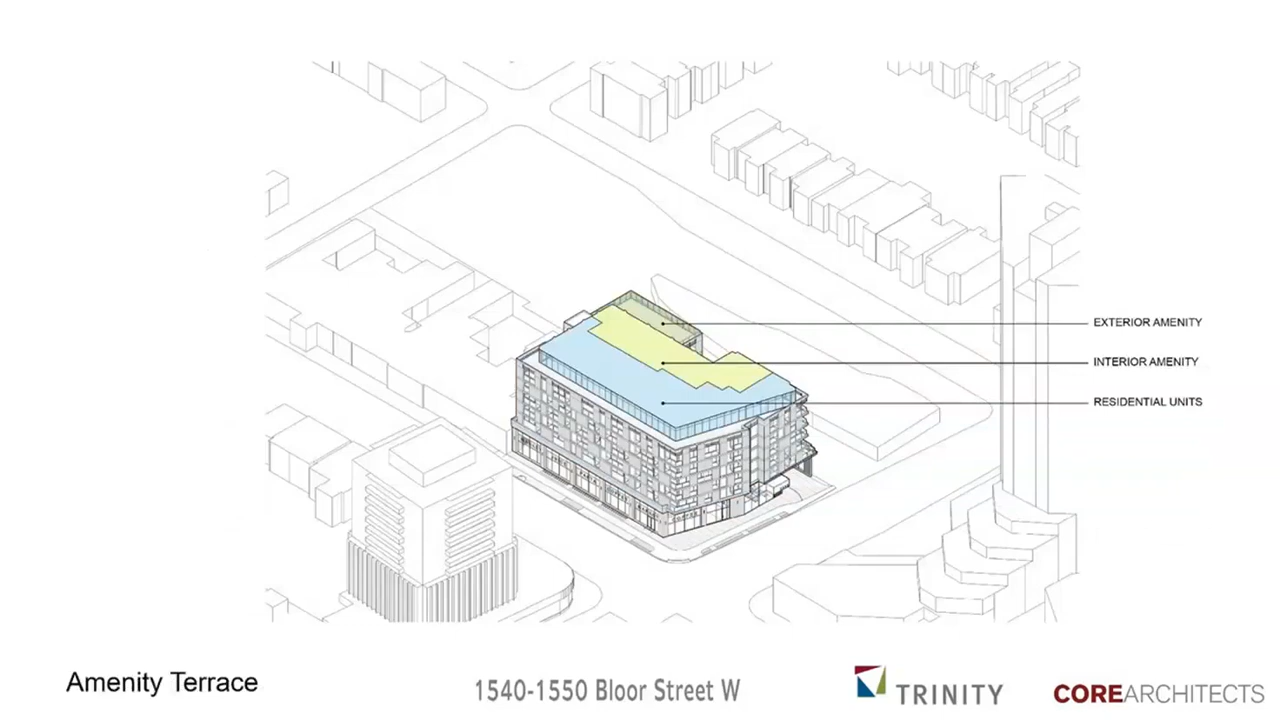 EXTERIOR AMENITY
INTERIOR AMENITY
RESIDENTIAL UNITS
Amenity Terrace
1540-1550 Bloor Street W
TRINITY
COREARCHITECTS